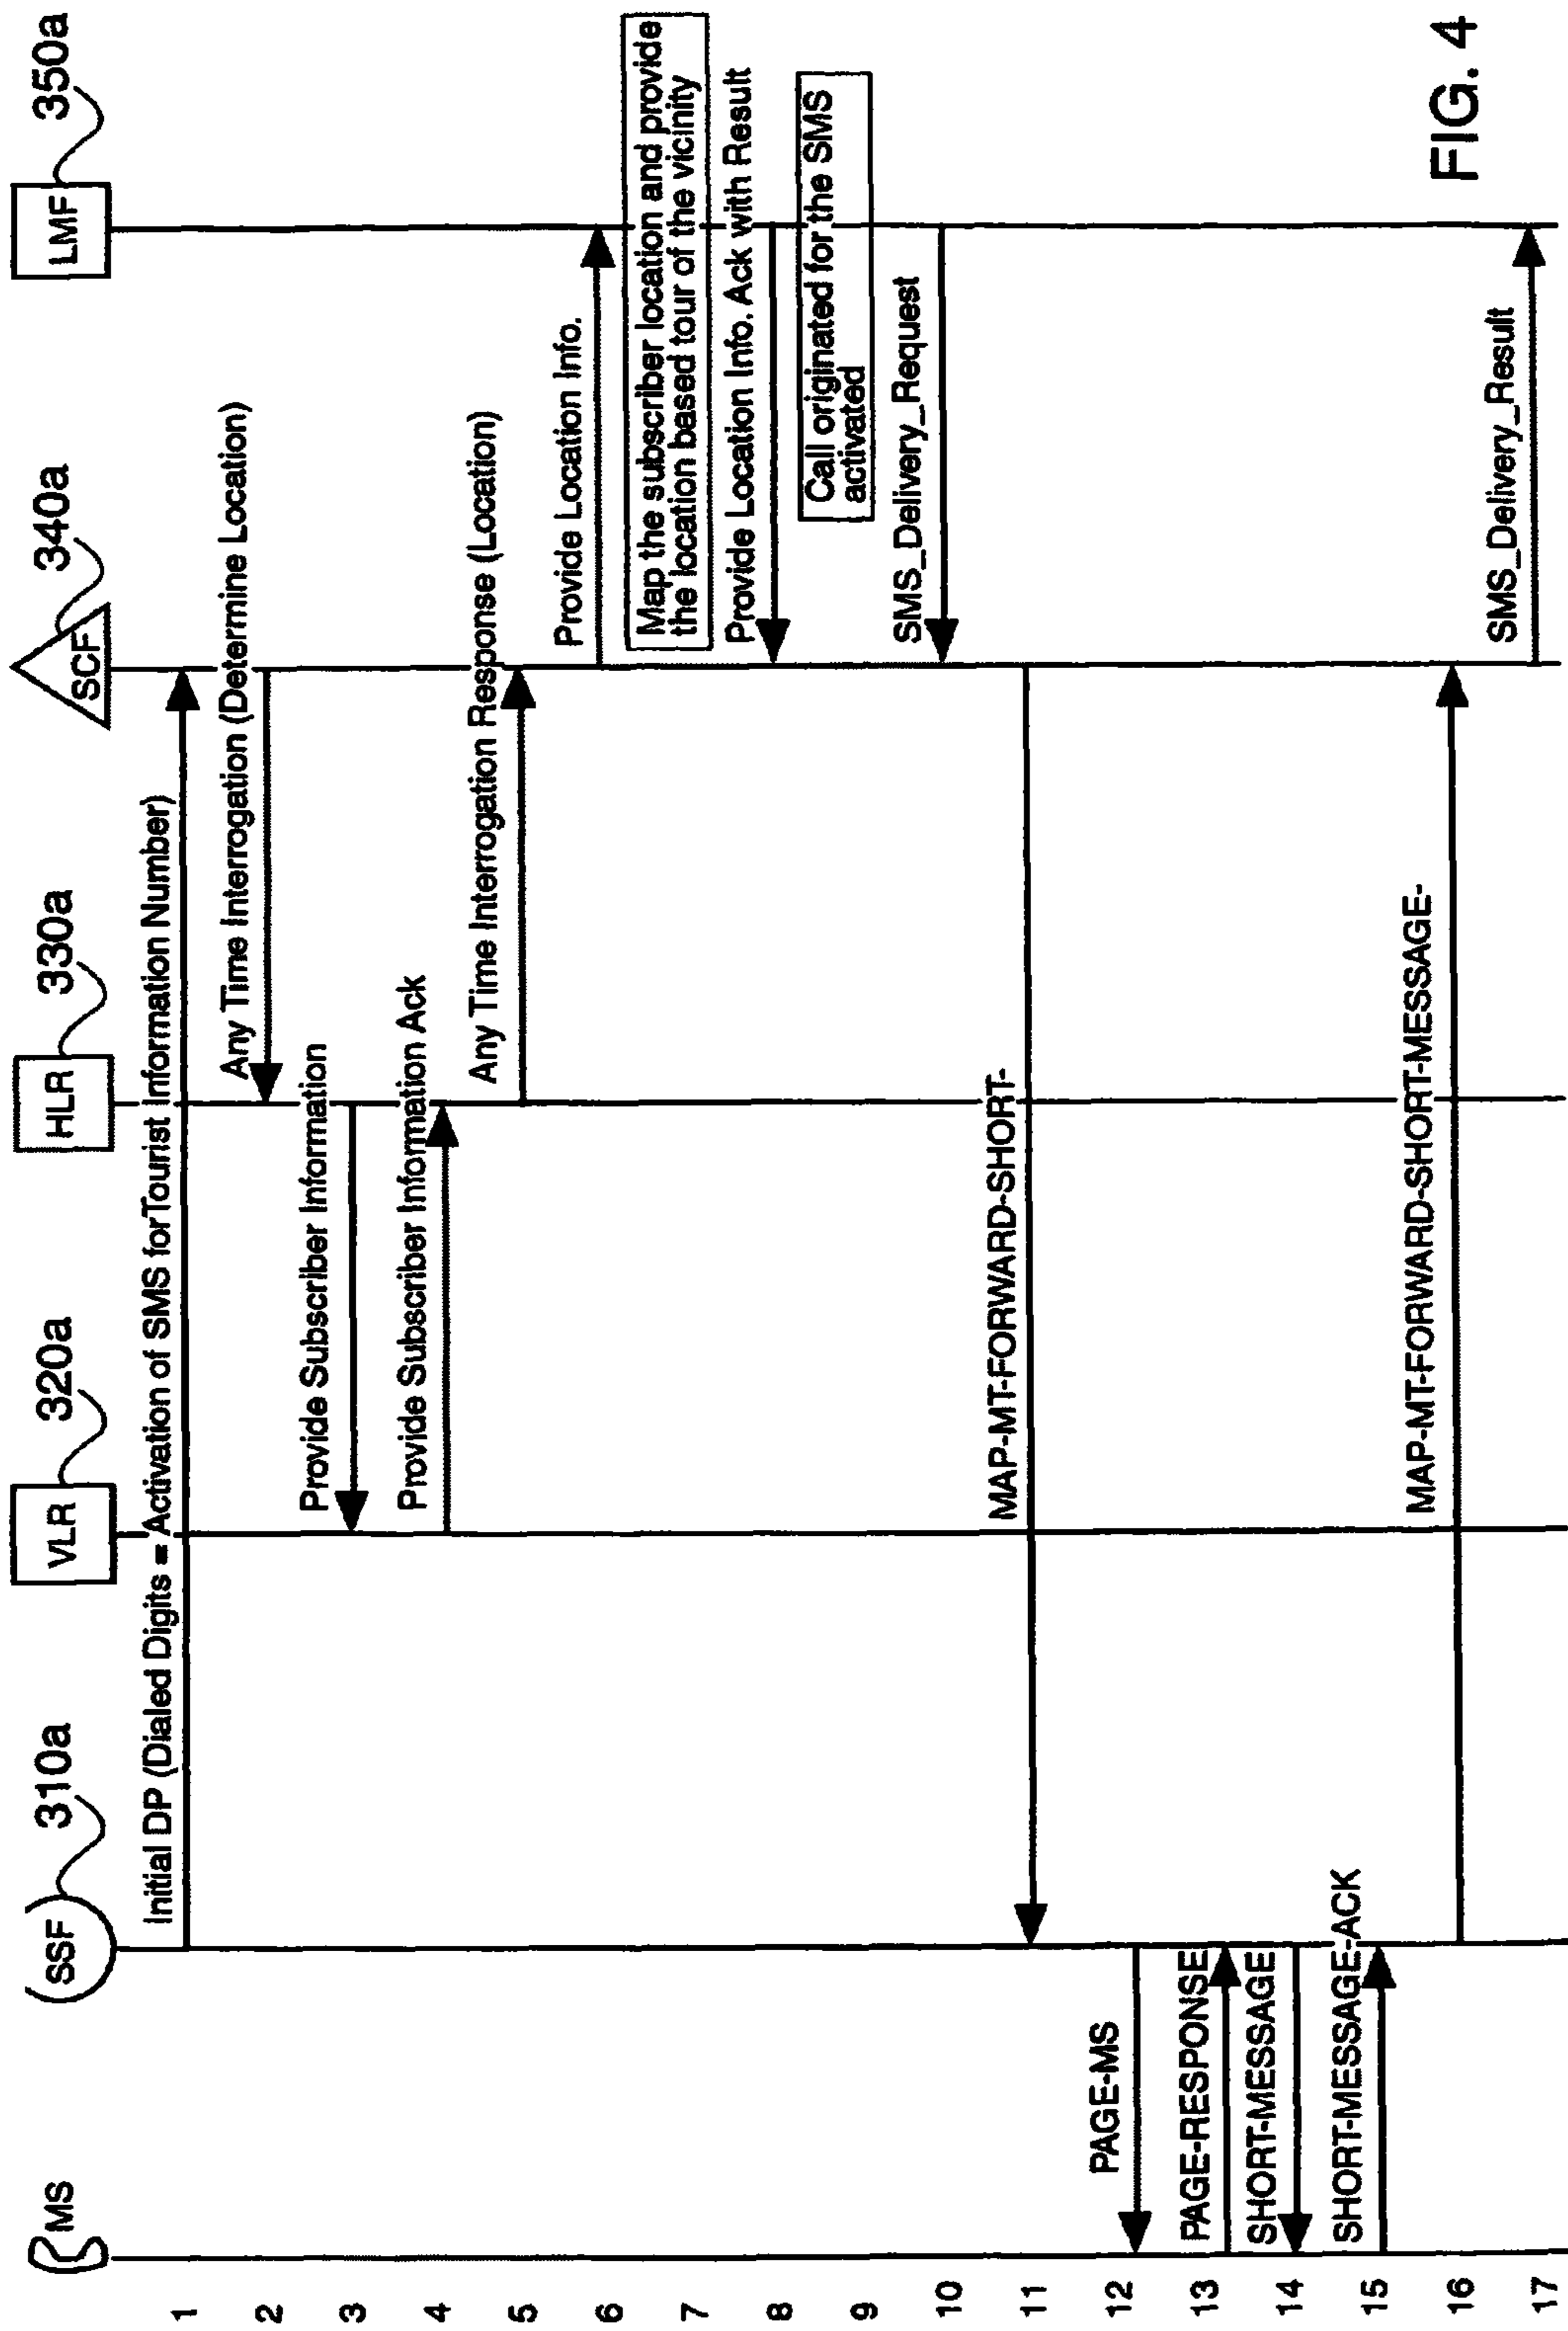 MS
SSF
310a
VLR
320a
HLR
330a
SCF
340a
LMF
350a
1
Initial DP (Dialed Digits = Activation of SMS forTourist Information Number)
2
Any Time Interrogation (Determine Location)
3
Provide Subscriber Information
4
Provide Subscriber Information Ack
5
Any Time Interrogation Response (Location)
6
Provide Location Info.
7
Map the subscriber location and provide
the location based tour of the vicinity
8
Provide Location Info. Ack with Result
9
Call originated for the SMS
activated
10
SMS_Delivery_Request
11
MAP-MT-FORWARD-SHORT-
12
PAGE-MS
13
PAGE-RESPONSE
14
SHORT-MESSAGE
15
SHORT-MESSAGE-ACK
16
MAP-MT-FORWARD-SHORT-MESSAGE-
17
SMS_Delivery_Result
FIG. 4